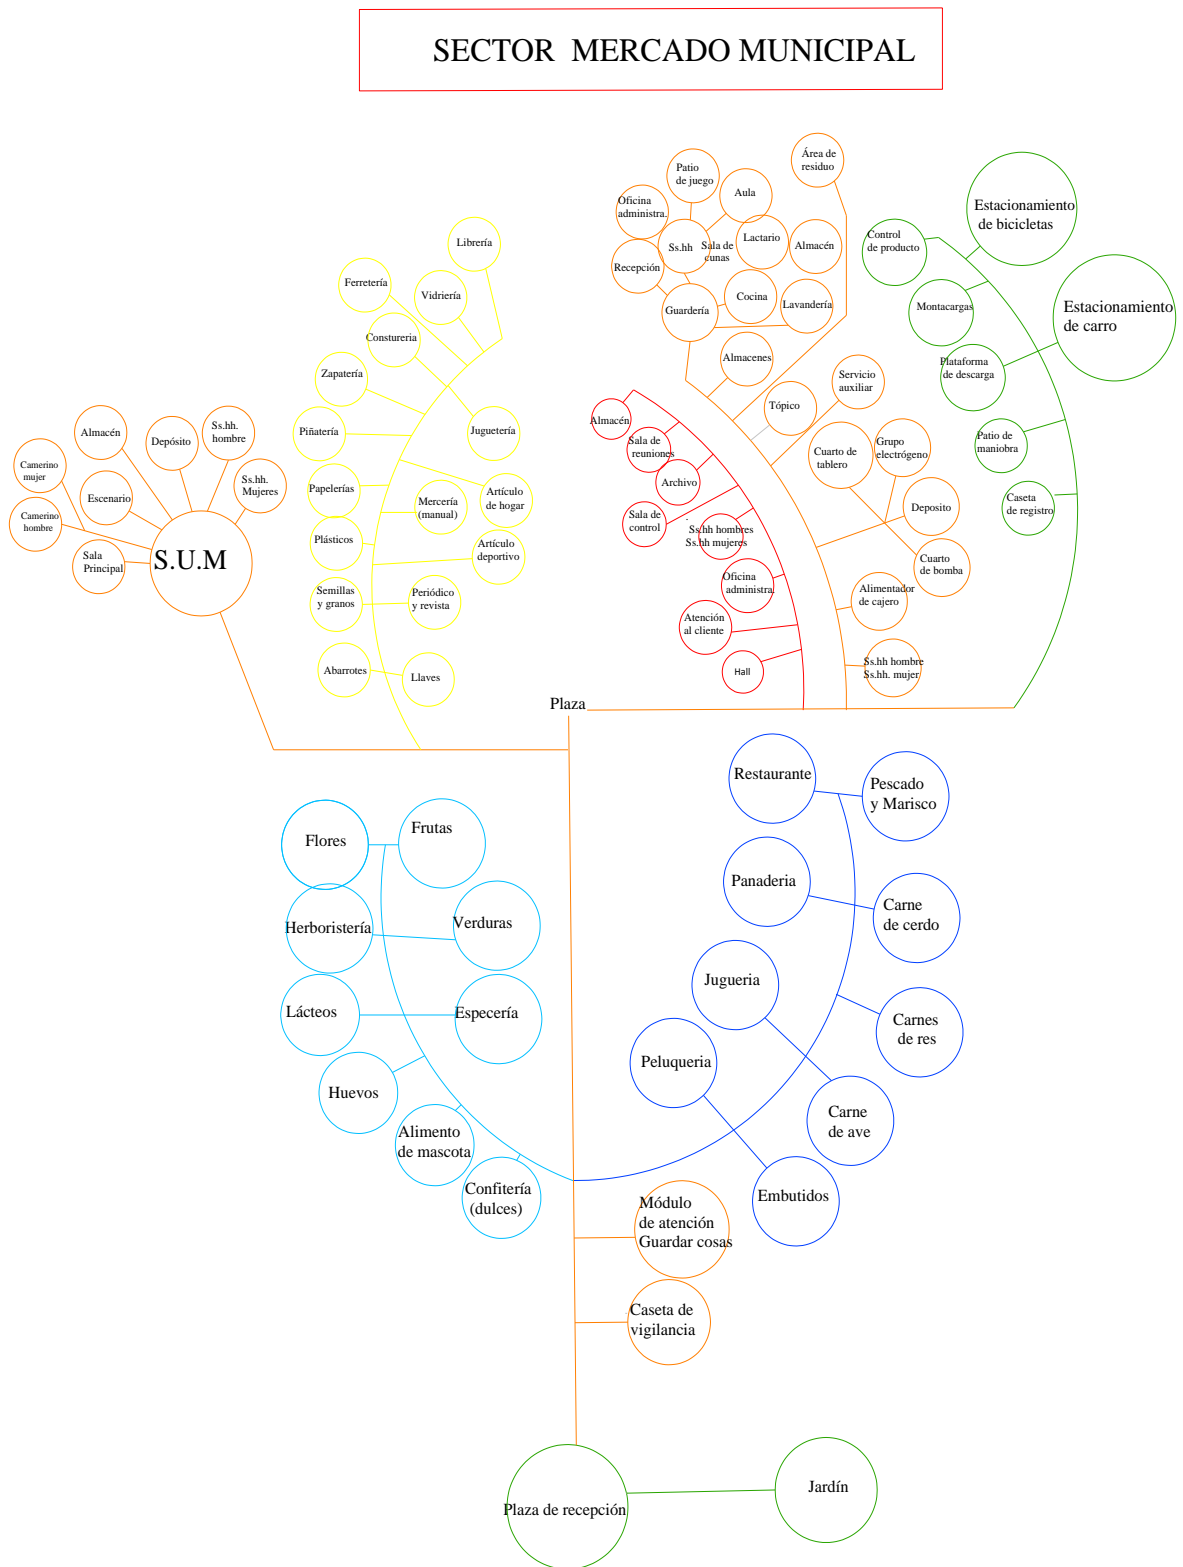 SECTOR MERCADO MUNICIPAL
Librería
Ferretería
Vidriería
Constureria
Zapatería
Piñatería
Juguetería
Papelerías
Mercería
(manual)
Artículo
de hogar
Plásticos
Artículo
deportivo
Semillas
y granos
Periódico
y revista
Abarrotes
Llaves
Almacén
Depósito
Ss.hh.
hombre
Camerino
mujer
Escenario
Ss.hh.
Mujeres
Camerino
hombre
Sala
Principal
S.U.M
Área de
residuo
Patio
de juego
Aula
Oficina
administra.
Ss.hh
Sala de
cunas
Lactario
Almacén
Recepción
Guardería
Cocina
Lavandería
Almacenes
Tópico
Servicio
auxiliar
Cuarto de
tablero
Grupo
electrógeno
Deposito
Cuarto
de bomba
Alimentador
de cajero
Ss.hh hombre
Ss.hh. mujer
Almacén
Sala de
reuniones
Archivo
Sala de
control
Ss.hh hombres
Ss.hh mujeres
Oficina
administra.
Atención
al cliente
Hall
Estacionamiento
de bicicletas
Control
de producto
Montacargas
Estacionamiento
de carro
Plataforma
de descarga
Patio de
maniobra
Caseta
de registro
Plaza
Flores
Frutas
Herboristería
Verduras
Lácteos
Especería
Huevos
Alimento
de mascota
Confitería
(dulces)
Restaurante
Pescado
y Marisco
Panaderia
Carne
de cerdo
Jugueria
Carnes
de res
Peluqueria
Carne
de ave
Embutidos
Módulo
de atención
Guardar cosas
Caseta de
vigilancia
Plaza de recepción
Jardín